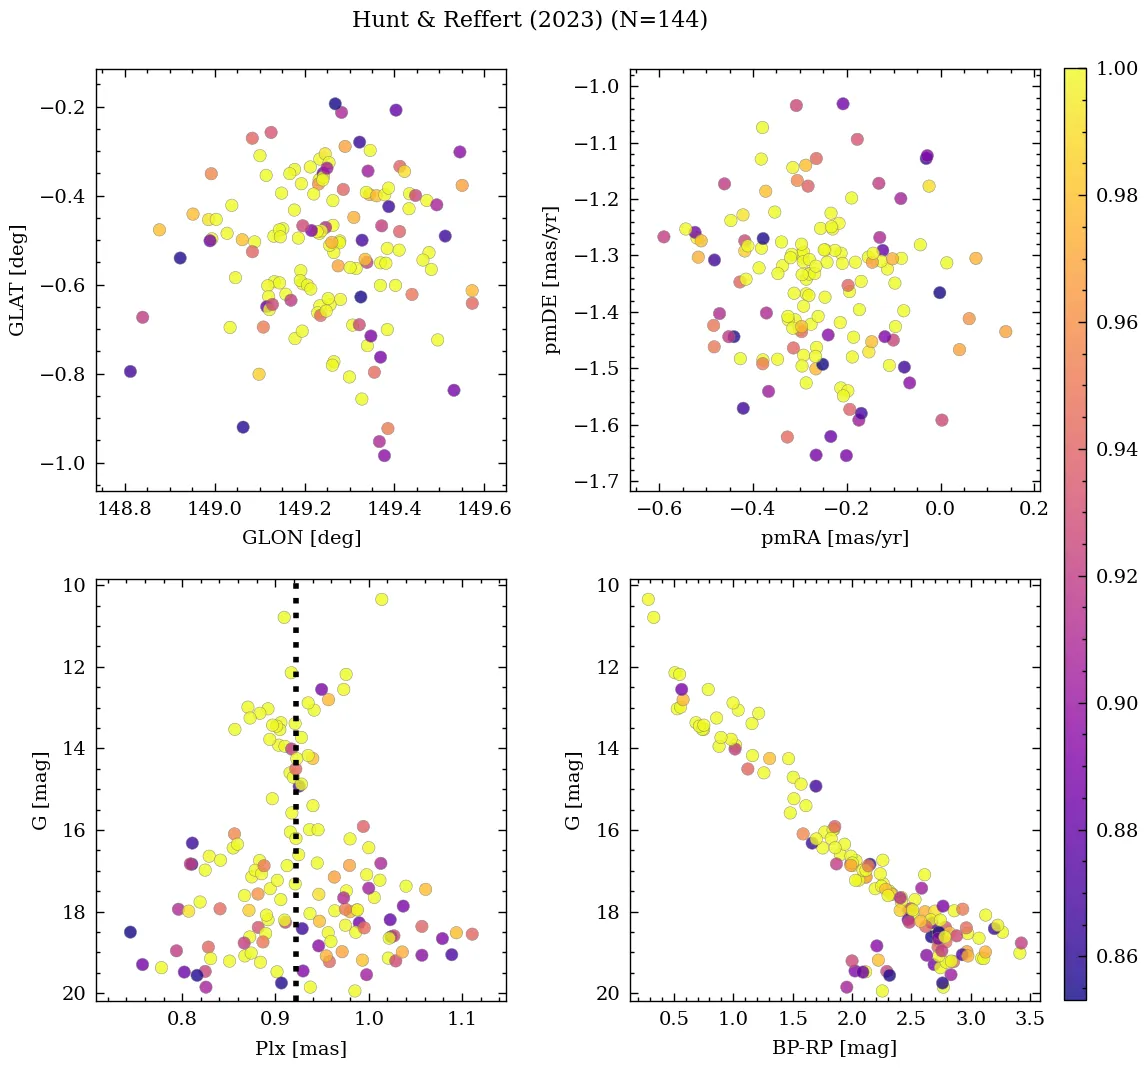 Hunt & Reffert (2023) (N=144)
−0.2
−0.4
−0.6
−0.8
−1.0
GLAT [deg]
148.8 149.0 149.2 149.4 149.6
GLON [deg]
−1.0
−1.1
−1.2
−1.3
−1.4
−1.5
−1.6
−1.7
pmDE [mas/yr]
−0.6 −0.4 −0.2 0.0 0.2
pmRA [mas/yr]
10
12
14
16
18
20
G [mag]
0.8 0.9 1.0 1.1
Plx [mas]
10
12
14
16
18
20
G [mag]
0.5 1.0 1.5 2.0 2.5 3.0 3.5
BP-RP [mag]
1.00
0.98
0.96
0.94
0.92
0.90
0.88
0.86